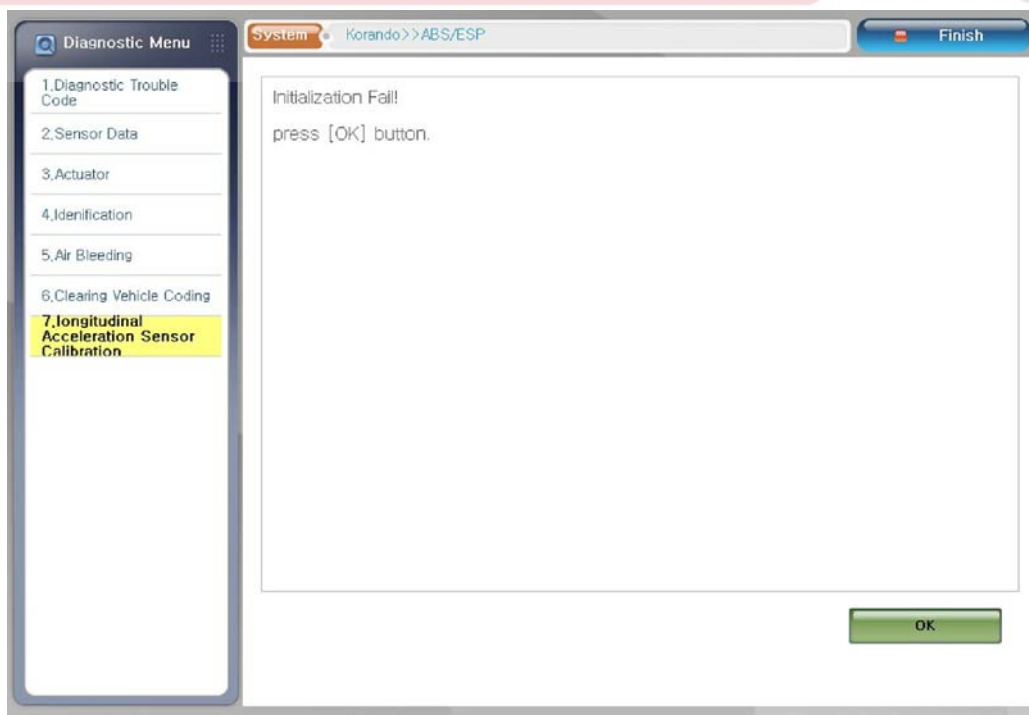 Diagnostic Menu
System
Korando>>ABS/ESP
Finish
1.Diagnostic Trouble
Code
2.Sensor Data
3.Actuator
4.Idenification
5.Air Bleeding
6.Clearing Vehicle Coding
7.longitudinal
Acceleration Sensor
Calibration
Initialization Fail!
press [OK] button.
OK